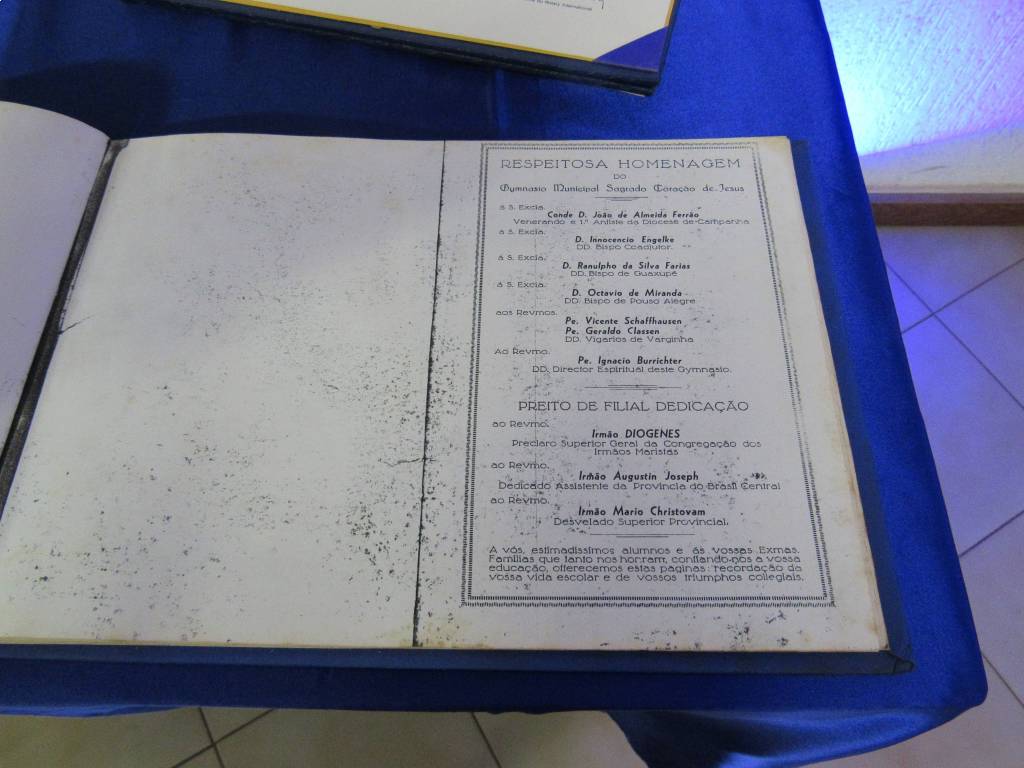 Rotary International
RESPEITOSA HOMENAGEM
DO
Gymnasio Municipal Sagrado Coração de Jesus
á S. Excia.
Conde D. João de Almeida Ferrão
Venerando e 1.º Antiste da Diocese de Campanha
á S. Excia.
D. Innocencio Engelke
DD. Bispo Coadjutor.
á S. Excia.
D. Ranulpho da Silva Farias
DD. Bispo de Guaxupé
á S. Excia.
D. Octavio de Miranda
DD. Bispo de Pouso Alegre
aos Revmos.
Pe. Vicente Schaffhausen
Pe. Geraldo Classen
DD. Vigarios de Varginha
Ao Revmo.
Pe. Ignacio Burrichter
DD. Director Espiritual deste Gymnasio.
PREITO DE FILIAL DEDICAÇÃO
ao Revmo.
Irmão DIOGENES
Preclaro Superior Geral da Congregação dos
Irmãos Maristas
ao Revmo.
Irmão Augustin Joseph
Dedicado Assistente da Provincia do Brasil Central
ao Revmo.
Irmão Mario Christovam
Desvelado Superior Provincial.
A vós, estimadissimos alumnos e ás vossas Exmas.
Familias que tanto nos honram, confiando-nos a vossa
educação, offerecemos estas paginas: recordação da
vossa vida escolar e de vossos triumphos collegiais.